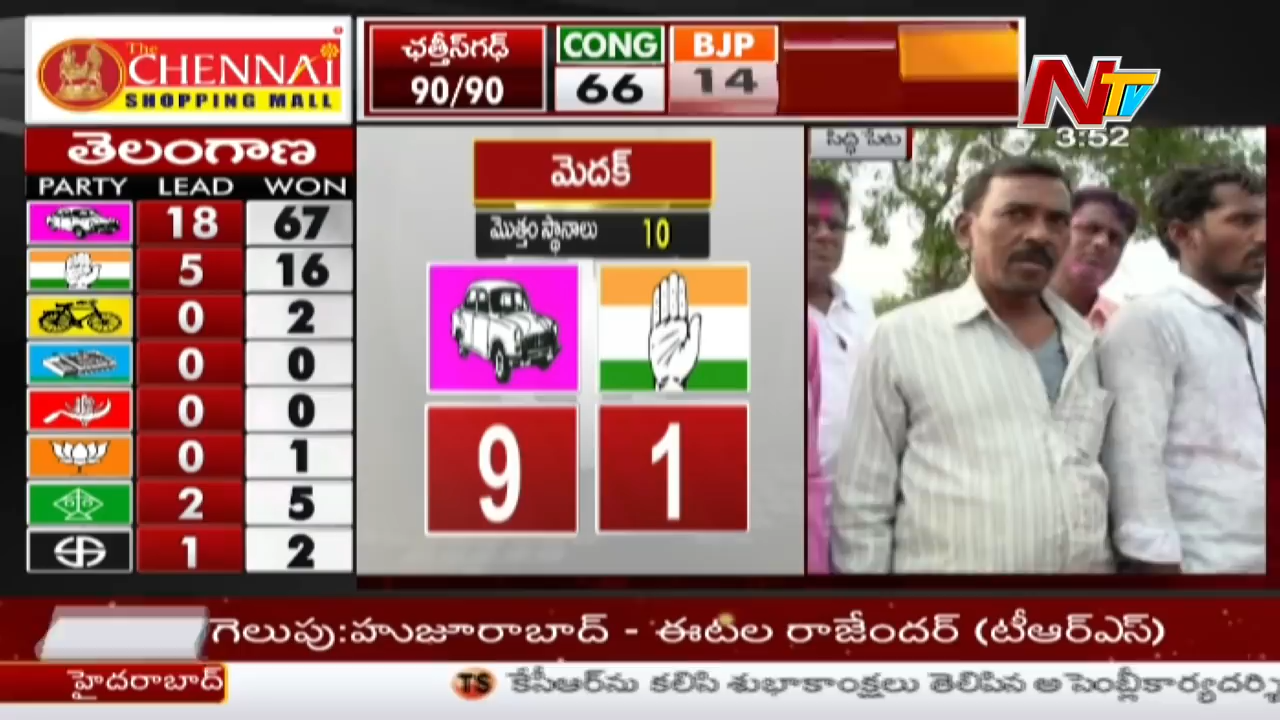 The
CHENNAI
SHOPPING MALL
ఛత్తీస్‌గఢ్
90/90
CONG
66
BJP
14
NTV
3:52
తెలంగాణ
PARTY LEAD WON
18 67
5 16
0 2
0 0
0 0
0 1
2 5
1 2
మెదక్
మొత్తం స్థానాలు 10
9 1
సిద్ధిపేట
గెలుపు:హుజూరాబాద్ - ఈటల రాజేందర్ (టీఆర్ఎస్)
హైదరాబాద్
TS కేసీఆర్‌ను కలిసి శుభాకాంక్షలు తెలిపిన అసెంబ్లీకార్యదర్శి